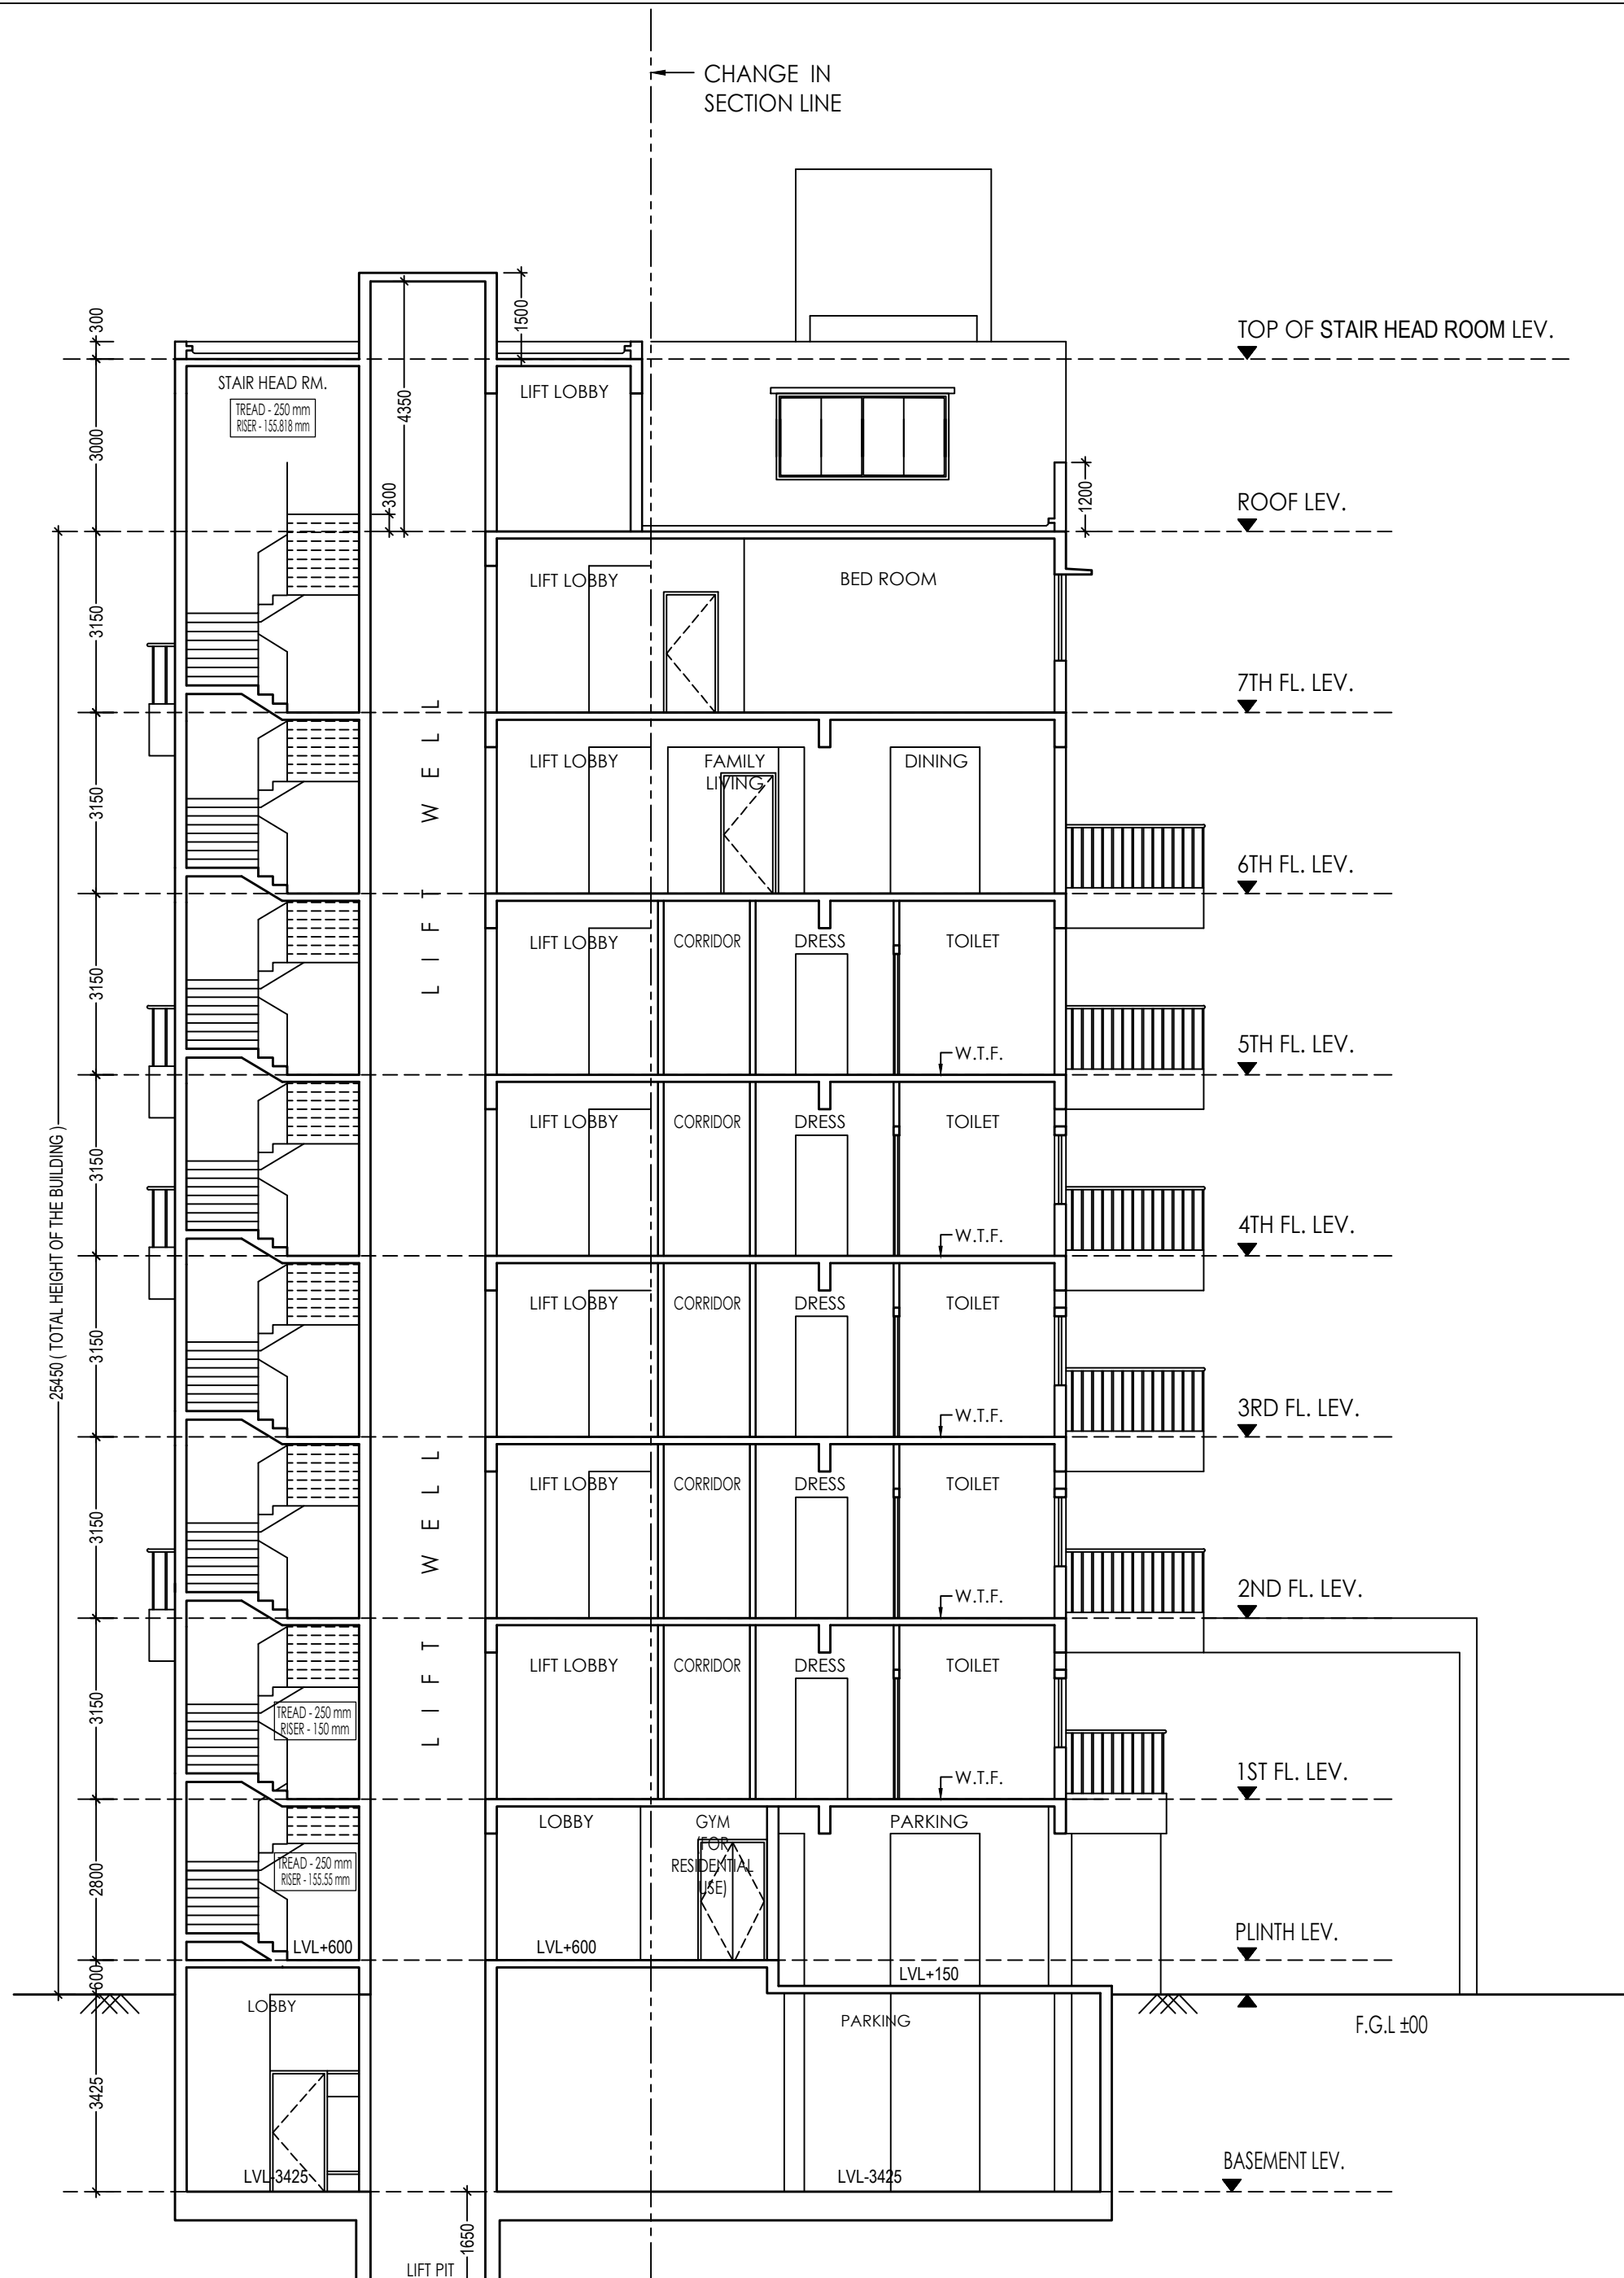 CHANGE IN
SECTION LINE
TOP OF STAIR HEAD ROOM LEV.
300
1500
STAIR HEAD RM.
TREAD - 250 mm
RISER - 155.818 mm
LIFT LOBBY
4350
3000
300
1200
ROOF LEV.
LIFT LOBBY
BED ROOM
3150
7TH FL. LEV.
LIFT LOBBY
FAMILY
LIVING
DINING
3150
6TH FL. LEV.
LIFT WELL
LIFT LOBBY
CORRIDOR
DRESS
TOILET
3150
W.T.F.
5TH FL. LEV.
LIFT LOBBY
CORRIDOR
DRESS
TOILET
3150
W.T.F.
4TH FL. LEV.
25450 ( TOTAL HEIGHT OF THE BUILDING )
LIFT LOBBY
CORRIDOR
DRESS
TOILET
3150
W.T.F.
3RD FL. LEV.
LIFT LOBBY
CORRIDOR
DRESS
TOILET
3150
W.T.F.
2ND FL. LEV.
LIFT WELL
LIFT LOBBY
CORRIDOR
DRESS
TOILET
3150
TREAD - 250 mm
RISER - 150 mm
W.T.F.
1ST FL. LEV.
LOBBY
GYM
(FOR
RESIDENTIAL
USE)
PARKING
2800
TREAD - 250 mm
RISER - 155.55 mm
LVL+600
LVL+600
PLINTH LEV.
600
LVL+150
LOBBY
PARKING
F.G.L ±00
3425
LVL-3425
LVL-3425
BASEMENT LEV.
1650
LIFT PIT